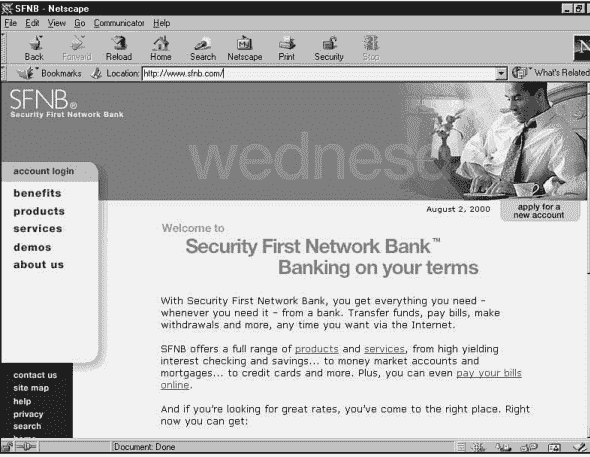 SFNB - Netscape
File Edit View Go Communicator Help
Back Forward Reload Home Search Netscape Print Security Stop
Bookmarks Location: http://www.sfnb.com/ What's Related
SFNB®
Security First Network Bank
wednesd
account login
benefits
products
services
demos
about us
August 2, 2000
apply for a
new account
Welcome to
Security First Network Bank™
Banking on your terms
With Security First Network Bank, you get everything you need –
whenever you need it – from a bank. Transfer funds, pay bills, make
withdrawals and more, any time you want via the Internet.
SFNB offers a full range of products and services, from high yielding
interest checking and savings... to money market accounts and
mortgages... to credit cards and more. Plus, you can even pay your bills
online.
And if you're looking for great rates, you've come to the right place. Right
now you can get:
contact us
site map
help
privacy
search
Document: Done